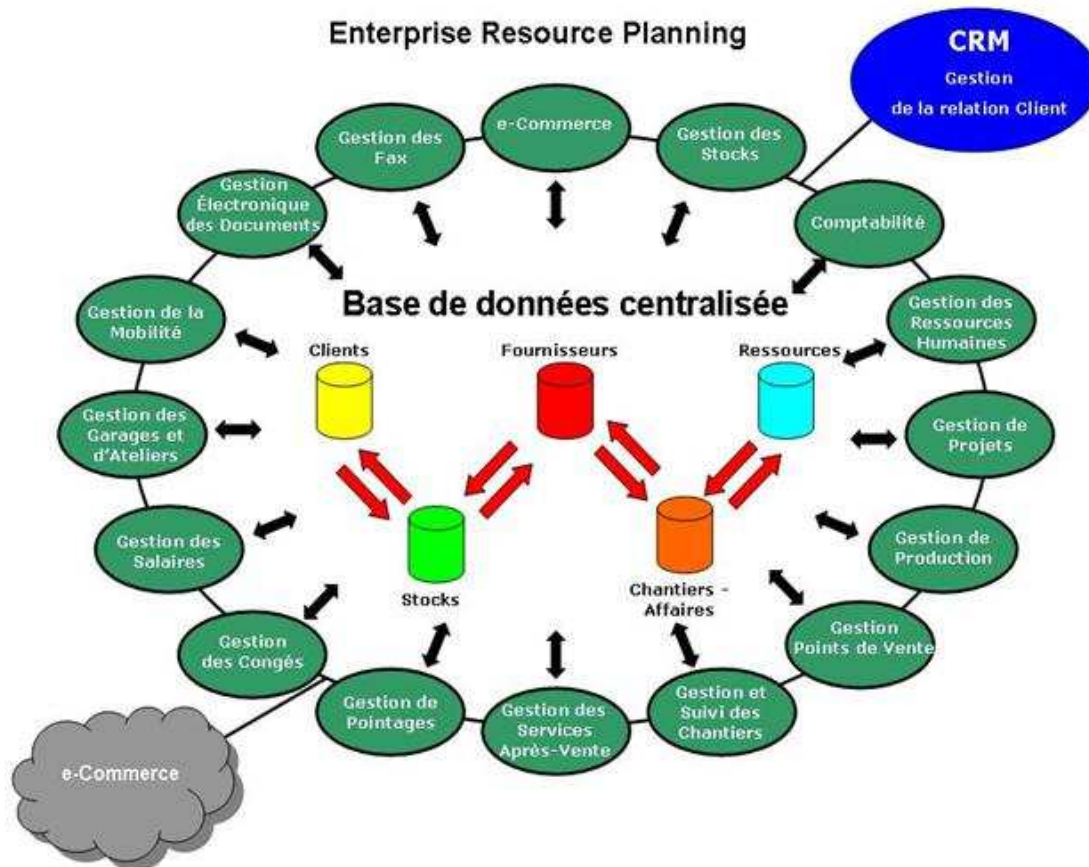 Enterprise Resource Planning
CRM
Gestion
de la relation Client
e-Commerce
Gestion des
Fax
Gestion des
Stocks
Gestion
Électronique
des Documents
Comptabilité
Base de données centralisée
Gestion de la
Mobilité
Gestion des
Ressources
Humaines
Clients
Fournisseurs
Ressources
Gestion des
Garages et
d'Ateliers
Gestion de
Projets
Gestion des
Salaires
Gestion de
Production
Stocks
Chantiers -
Affaires
Gestion
des Congés
Gestion
Points de Vente
Gestion de
Pointages
Gestion des
Services
Après-Vente
Gestion et
Suivi des
Chantiers
e-Commerce